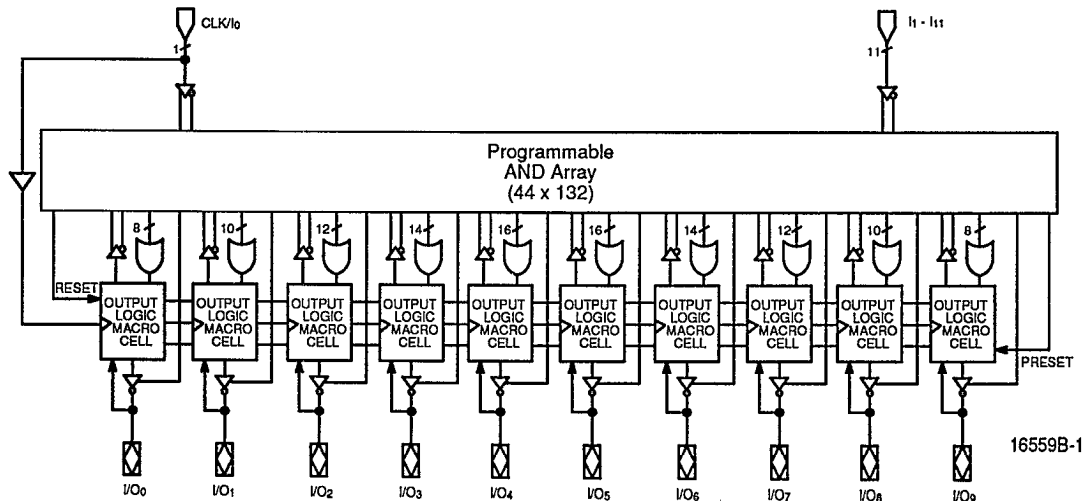 CLK/I0
I1 - I11
1
11
Programmable
AND Array
(44 x 132)
8 10 12 14 16 16 14 12 10 8
RESET
OUTPUT LOGIC MACRO CELL
OUTPUT LOGIC MACRO CELL
OUTPUT LOGIC MACRO CELL
OUTPUT LOGIC MACRO CELL
OUTPUT LOGIC MACRO CELL
OUTPUT LOGIC MACRO CELL
OUTPUT LOGIC MACRO CELL
OUTPUT LOGIC MACRO CELL
OUTPUT LOGIC MACRO CELL
OUTPUT LOGIC MACRO CELL
PRESET
16559B-1
I/O0 I/O1 I/O2 I/O3 I/O4 I/O5 I/O6 I/O7 I/O8 I/O9